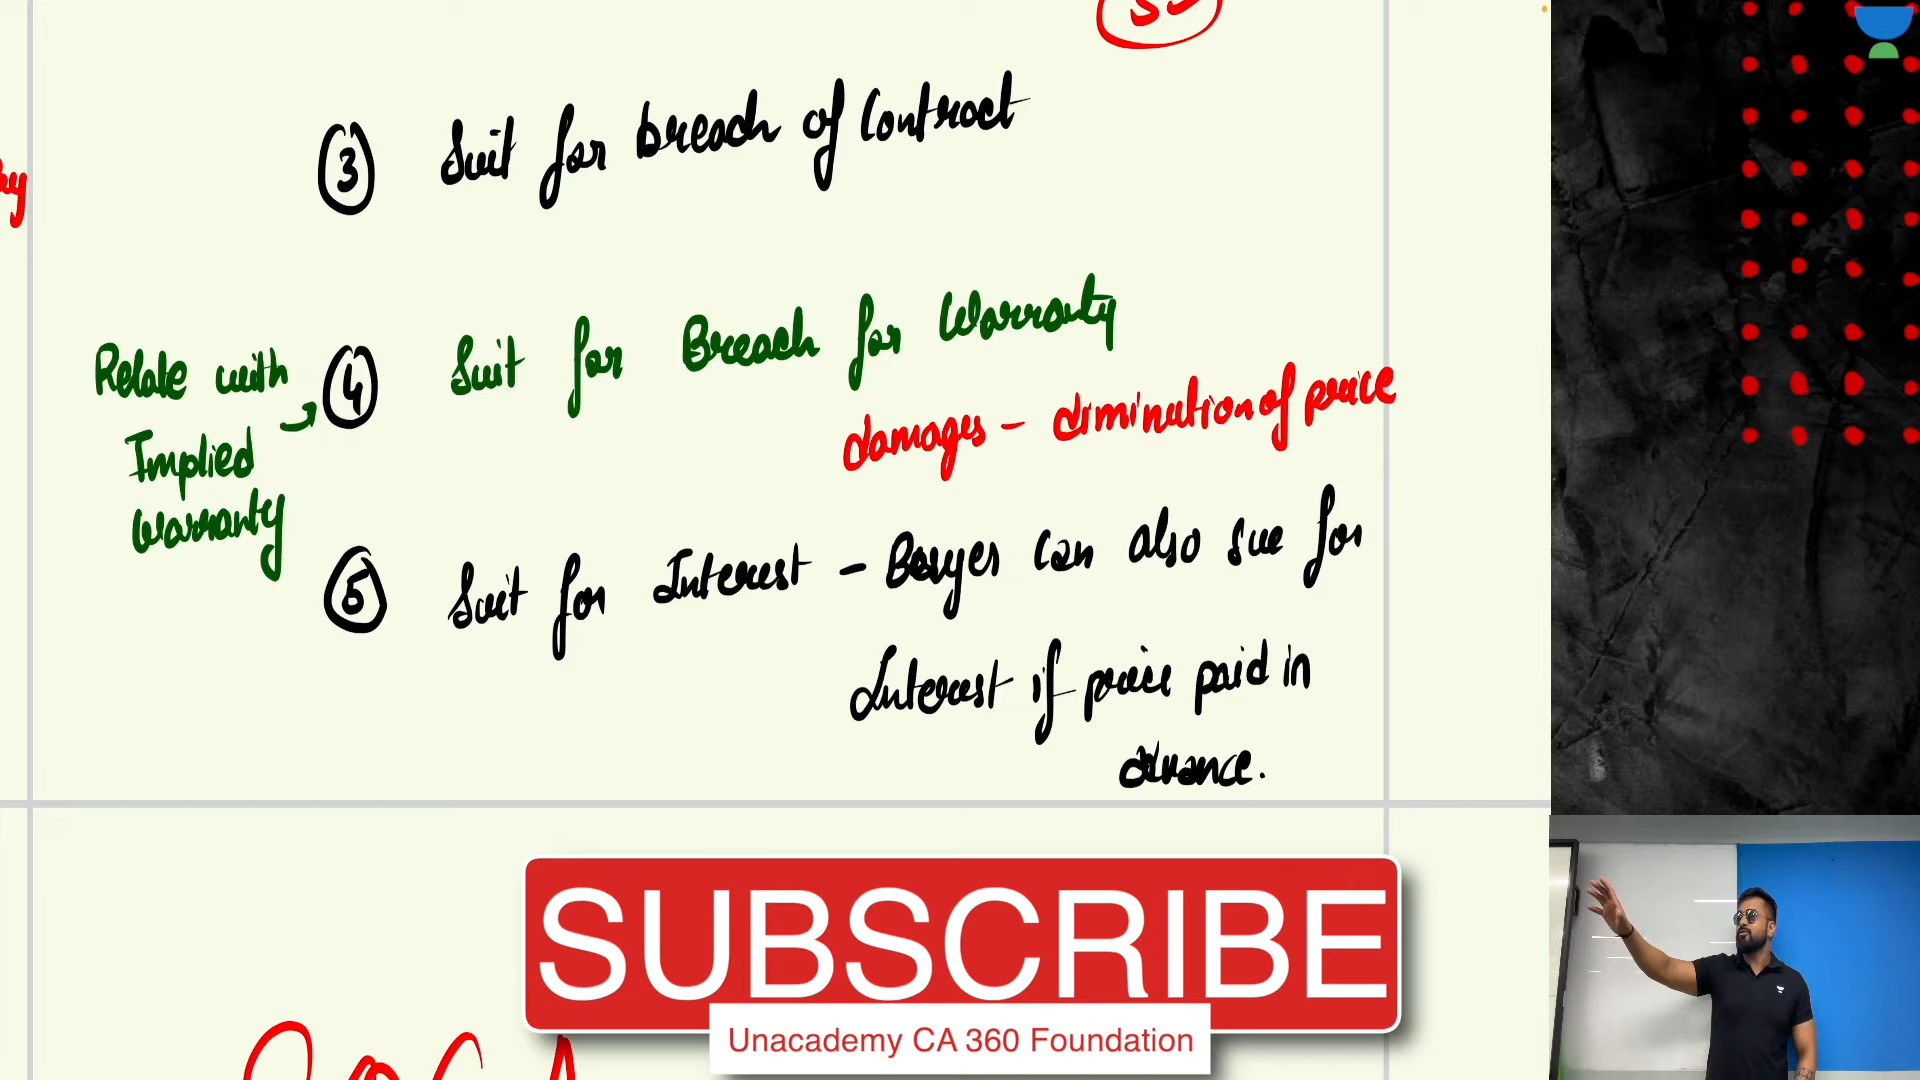 ③ Suit for breach of Contract
④ Suit for Breach for Warranty
Relate with
Implied
Warranty
damages - diminution of price
⑤ Suit for Interest - Buyer can also sue for
Interest if price paid in
advance.
SUBSCRIBE
Unacademy CA 360 Foundation